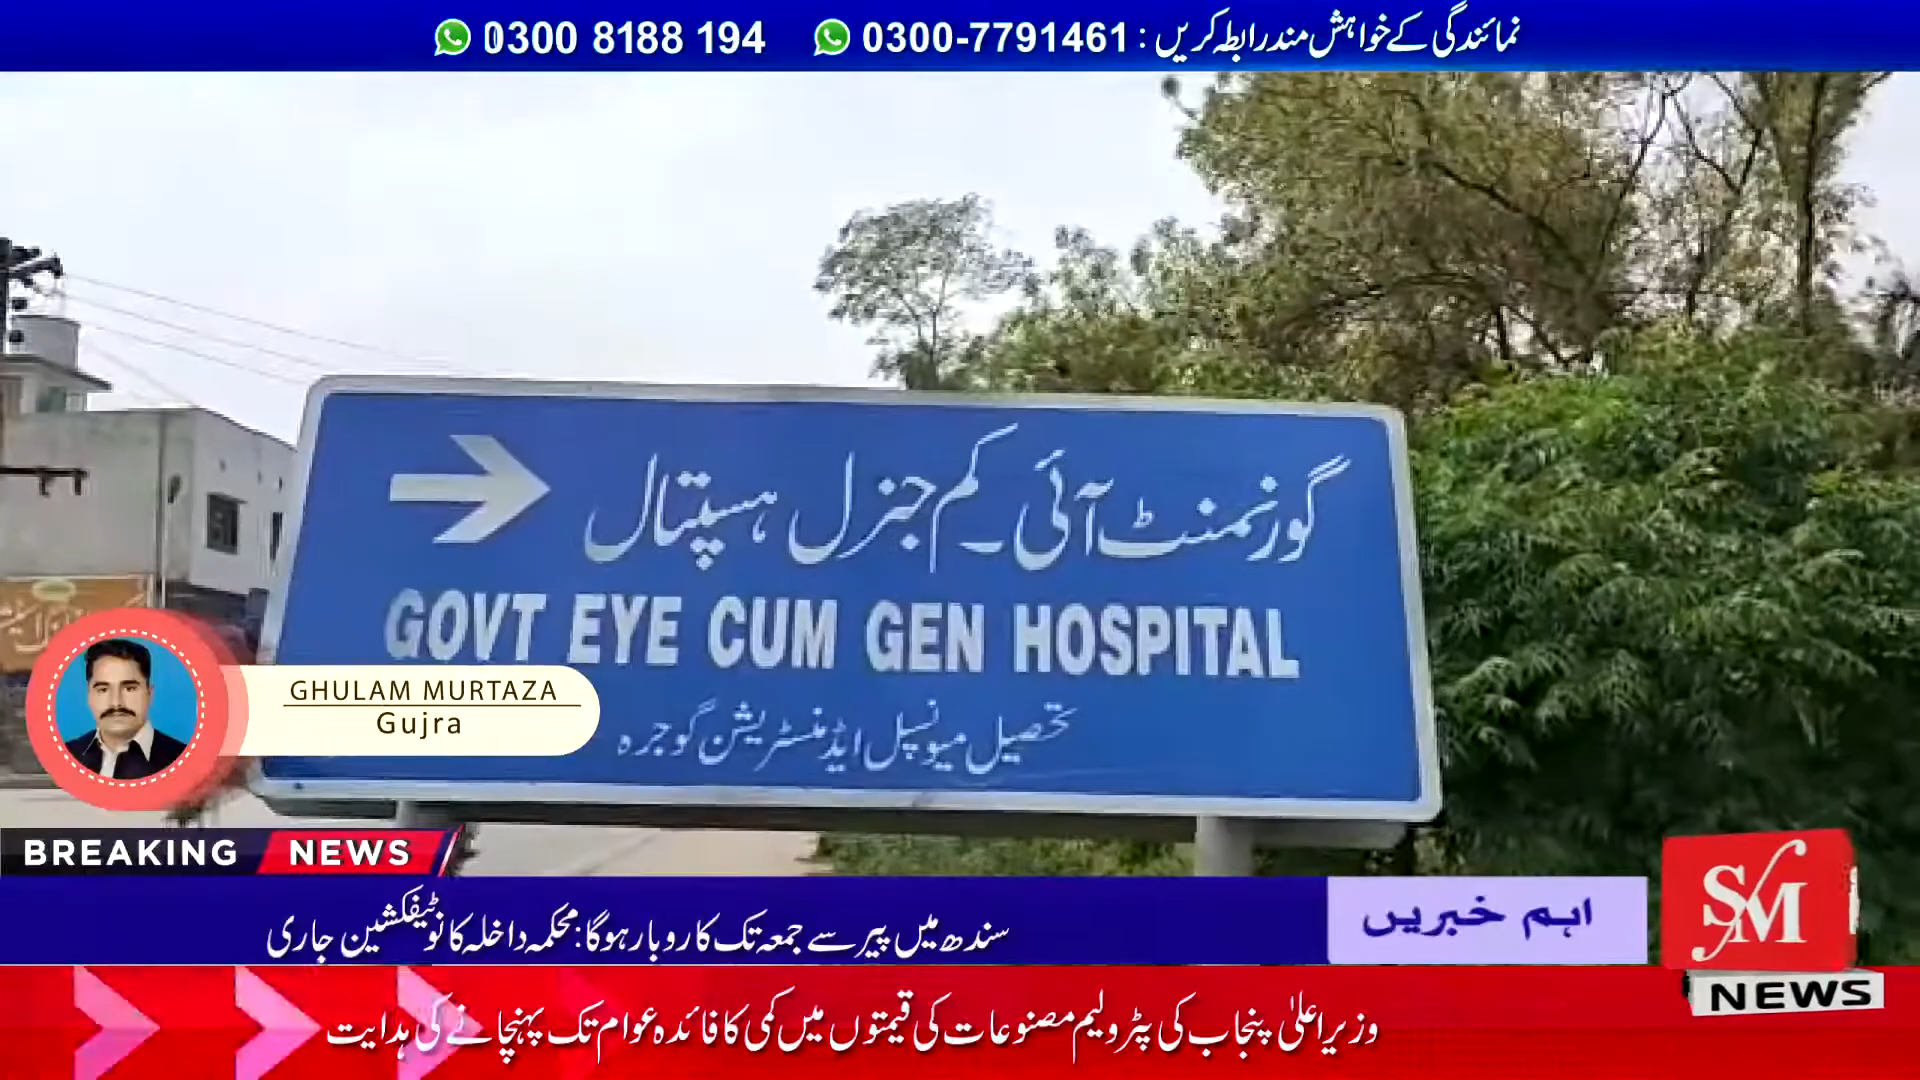 نمائندگی کے خواہش مند رابطہ کریں : 0300-7791461 0300 8188 194
گورنمنٹ آئی ۔ کم جنرل ہسپتال
GOVT EYE CUM GEN HOSPITAL
تحصیل میونسپل ایڈمنسٹریشن گوجرہ
GHULAM MURTAZA
Gujra
BREAKING NEWS
اہم خبریں
سندھ میں پیر سے جمعہ تک کاروبار ہوگا: محکمہ داخلہ کا نوٹیفکشین جاری
وزیراعلیٰ پنجاب کی پٹرولیم مصنوعات کی قیمتوں میں کمی کا فائدہ عوام تک پہنچانے کی ہدایت
SM
NEWS